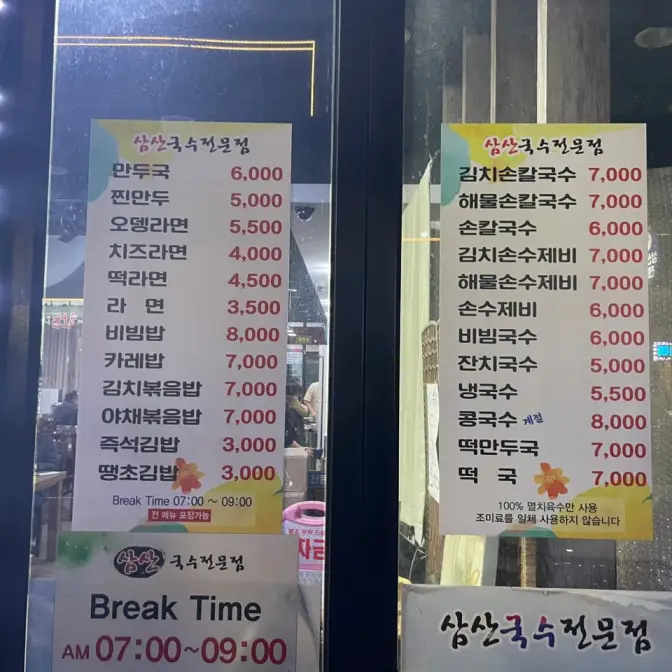 삼산국수전문점
만두국 6,000
찐만두 5,000
오뎅라면 5,500
치즈라면 4,000
떡라면 4,500
라 면 3,500
비빔밥 8,000
카레밥 7,000
김치볶음밥 7,000
야채볶음밥 7,000
즉석김밥 3,000
땡초김밥 3,000
Break Time 07:00 ~ 09:00
전 메뉴 포장가능
삼산 국수전문점
Break Time
AM 07:00~09:00
삼산국수전문점
김치손칼국수 7,000
해물손칼국수 7,000
손칼국수 6,000
김치손수제비 7,000
해물손수제비 7,000
손수제비 6,000
비빔국수 6,000
잔치국수 5,000
냉국수 5,500
콩국수 계절 8,000
떡만두국 7,000
떡 국 7,000
100% 멸치육수만 사용
조미료를 일체 사용하지 않습니다
삼산국수전문점